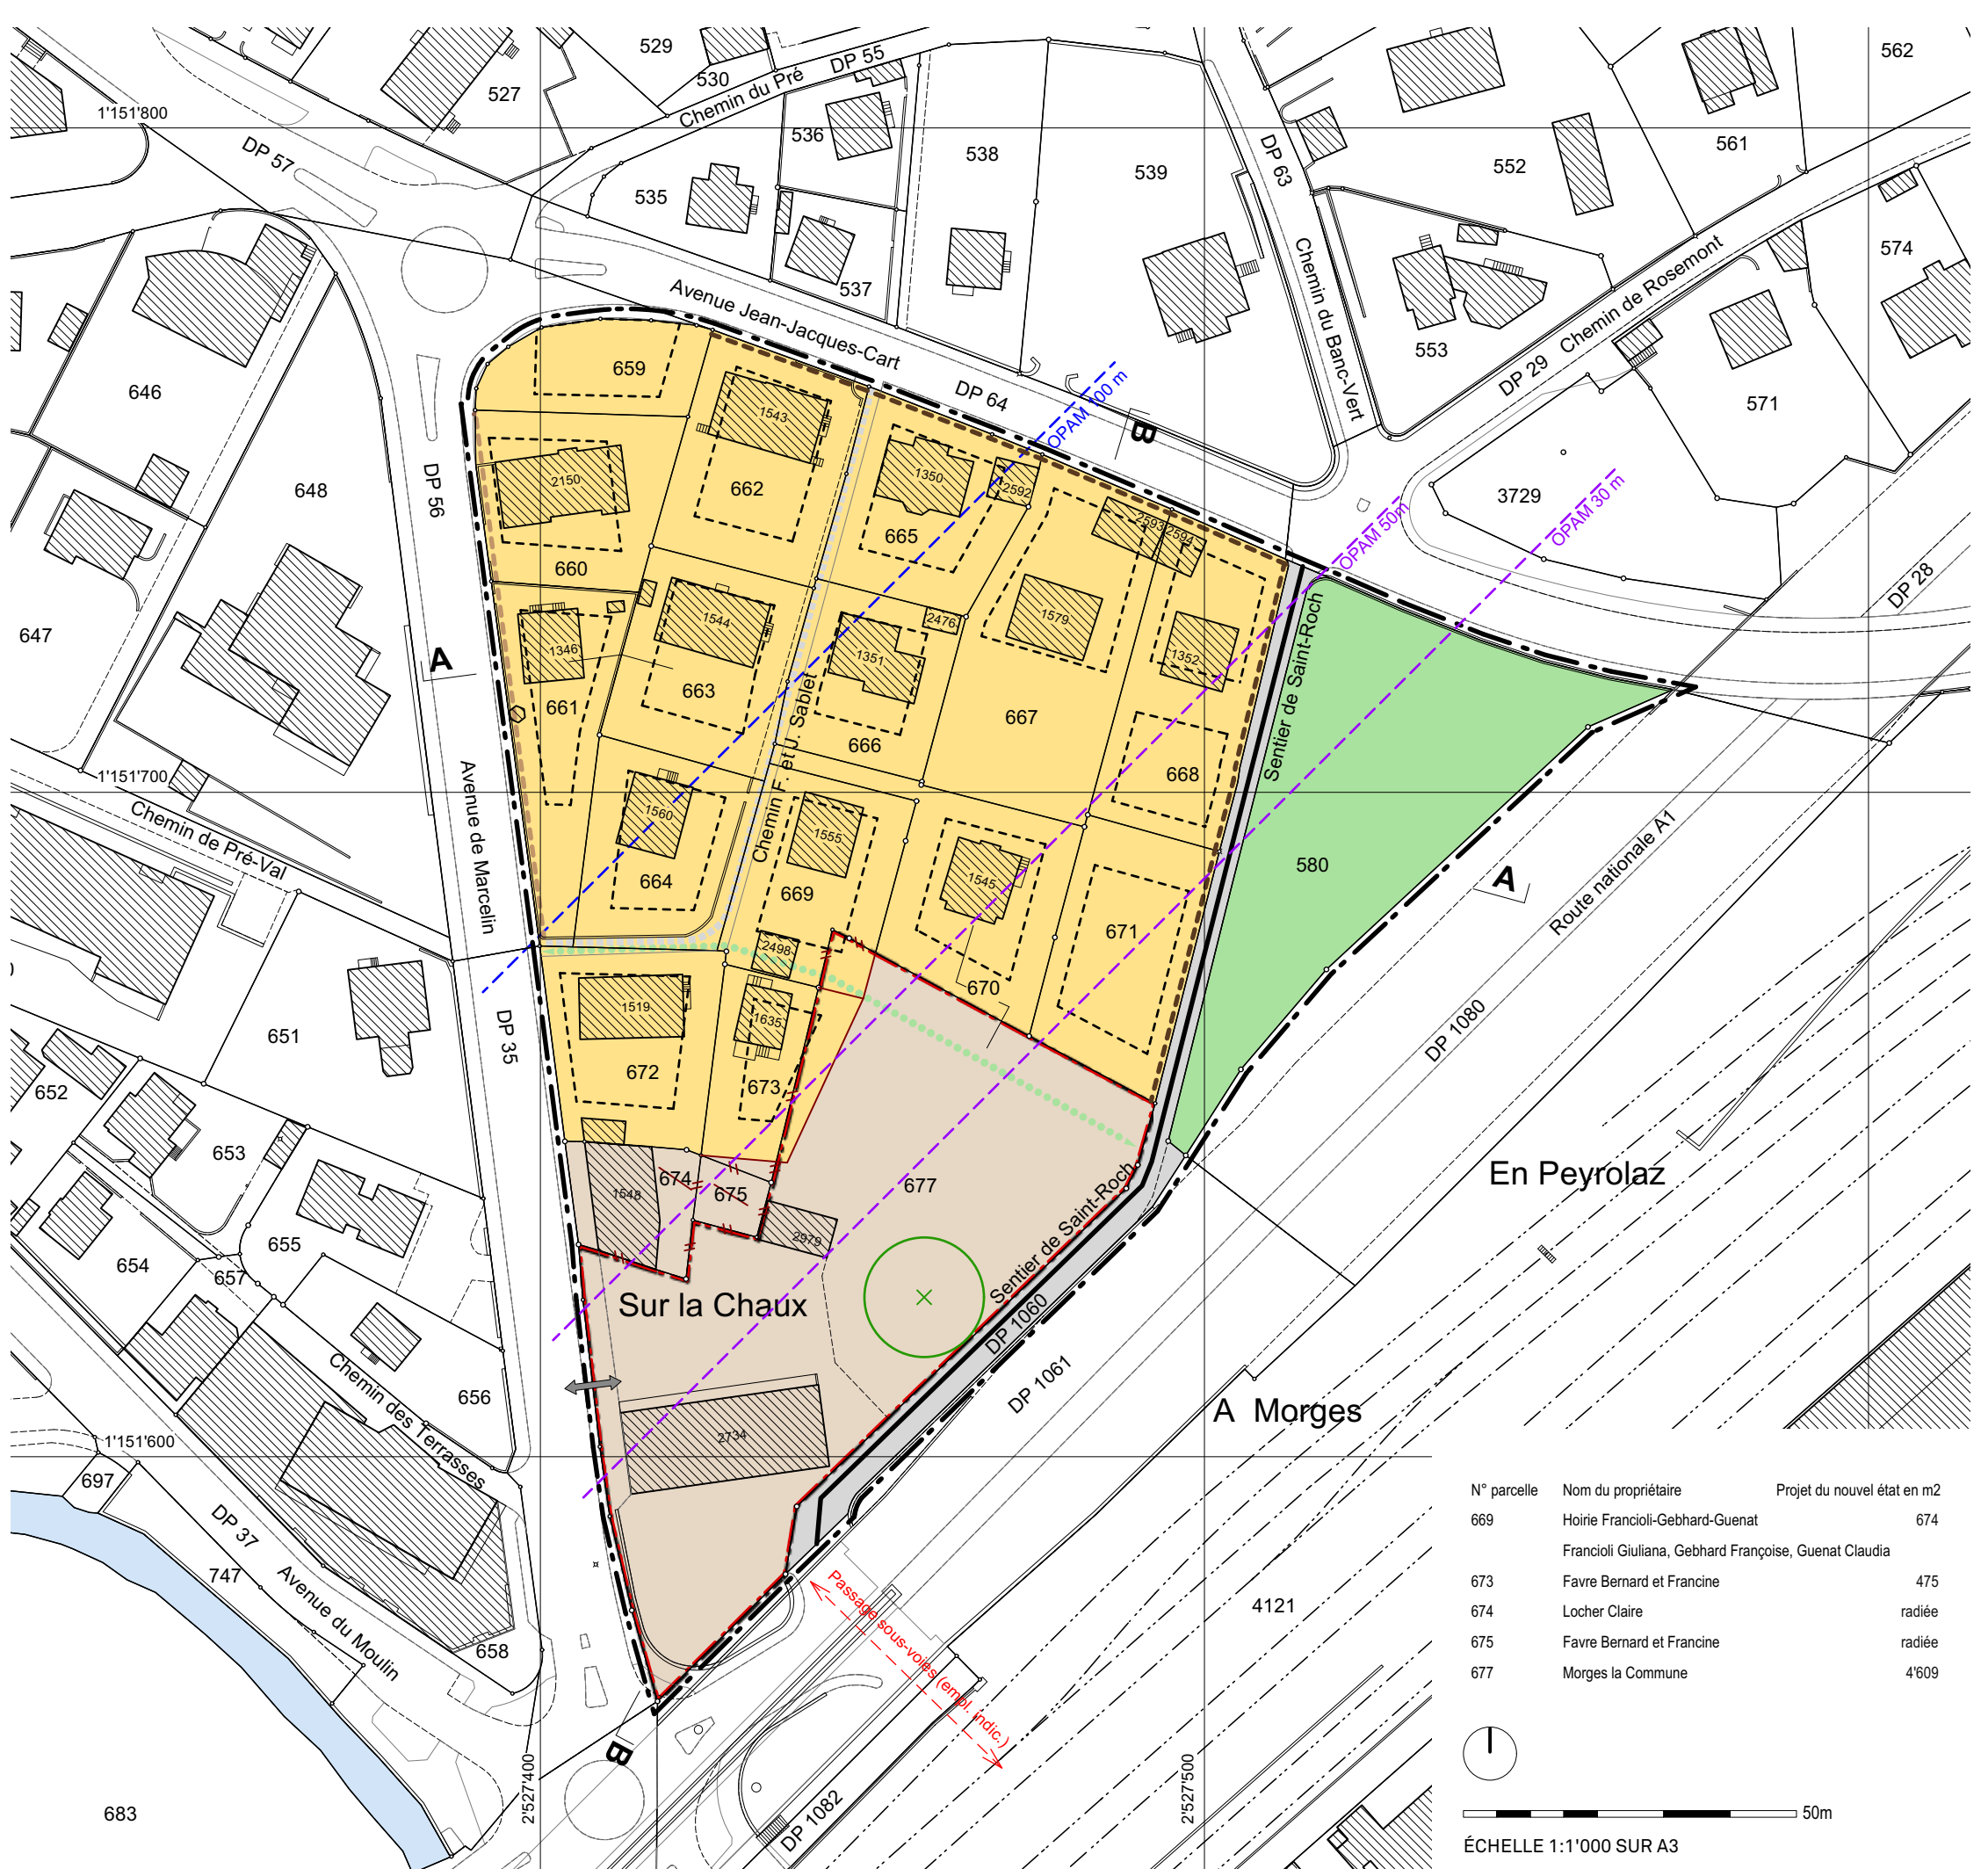 529
562
530
DP 55
Chemin du Pré
527
1'151'800
536
538
561
DP 57
DP 63
552
539
535
574
537
Chemin du Banc-Vert
Chemin de Rosemont
Avenue Jean-Jacques-Cart
553
659
DP 29
646
DP 64
OPAM 100 m
571
1543
B
648
DP 56
2150
662
1350
2592
3729
665
OPAM 50m
OPAM 30 m
2593
2594
660
DP 28
647
1544
2476
1579
1346
1351
1352
A
Sentier de Saint-Roch
663
661
667
Chemin F. et J. Sablet
666
1'151'700
668
Avenue de Marcelin
Chemin de Pré-Val
1560
1555
580
Route nationale A1
664
1545
A
669
671
2498
670
651
DP 35
1519
1635
DP 1080
672
673
652
653
En Peyrolaz
674
675
677
1548
Sentier de Saint-Roch
2979
655
654
657
Sur la Chaux
DP 1060
Chemin des Terrasses
DP 1061
656
A Morges
2734
1'151'600
697
N° parcelle Nom du propriétaire Projet du nouvel état en m2
669 Hoirie Francioli-Gebhard-Guenat 674
Francioli Giuliana, Gebhard Françoise, Guenat Claudia
673 Favre Bernard et Francine 475
674 Locher Claire radiée
675 Favre Bernard et Francine radiée
677 Morges la Commune 4'609
DP 37
747
Avenue du Moulin
Passage sous-voies (empl. indic.)
4121
658
B
2'527'400
2'527'500
683
DP 1082
50m
ÉCHELLE 1:1'000 SUR A3